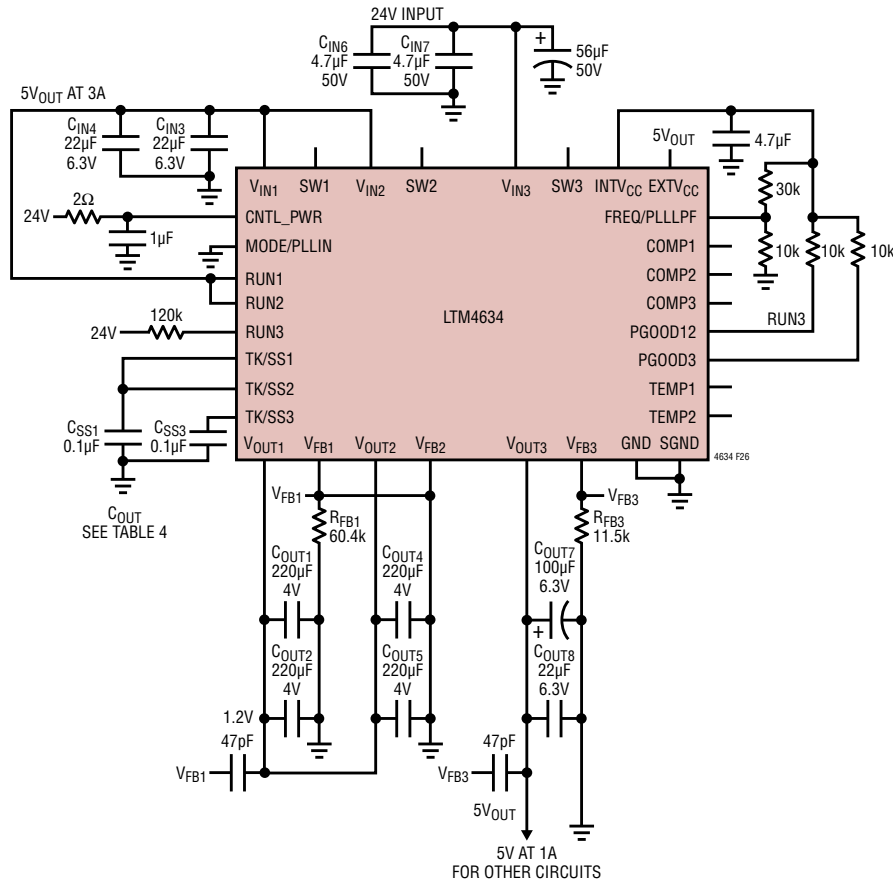 24V INPUT
CIN6
4.7µF
50V
CIN7
4.7µF
50V
+
56µF
50V
5VOUT AT 3A
CIN4
22µF
6.3V
CIN3
22µF
6.3V
5VOUT
4.7µF
VIN1
SW1
VIN2
SW2
VIN3
SW3
INTVCC
EXTVCC
30k
24V
2Ω
1µF
CNTL_PWR
FREQ/PLLLPF
MODE/PLLIN
COMP1
10k
10k
10k
RUN1
COMP2
RUN2
COMP3
24V
120k
RUN3
LTM4634
PGOOD12
RUN3
TK/SS1
PGOOD3
TK/SS2
TEMP1
TK/SS3
TEMP2
CSS1
0.1µF
CSS3
0.1µF
VOUT1
VFB1
VOUT2
VFB2
VOUT3
VFB3
GND
SGND
4634 F26
COUT
SEE TABLE 4
VFB1
RFB1
60.4k
VFB3
RFB3
11.5k
COUT1
220µF
4V
COUT4
220µF
4V
COUT7
100µF
6.3V
+
COUT2
220µF
4V
COUT5
220µF
4V
COUT8
22µF
6.3V
1.2V
47pF
VFB1
47pF
VFB3
5VOUT
5V AT 1A
FOR OTHER CIRCUITS